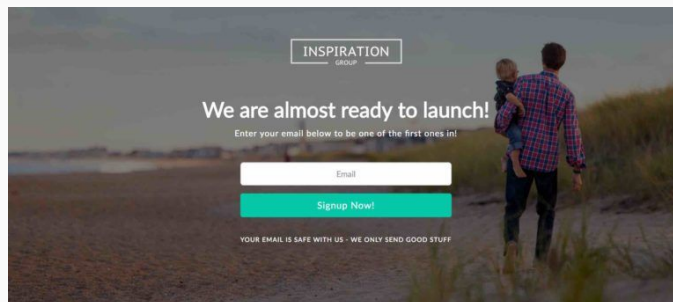 INSPIRATION
GROUP
We are almost ready to launch!
Enter your email below to be one of the first ones in!
Email
Signup Now!
YOUR EMAIL IS SAFE WITH US - WE ONLY SEND GOOD STUFF